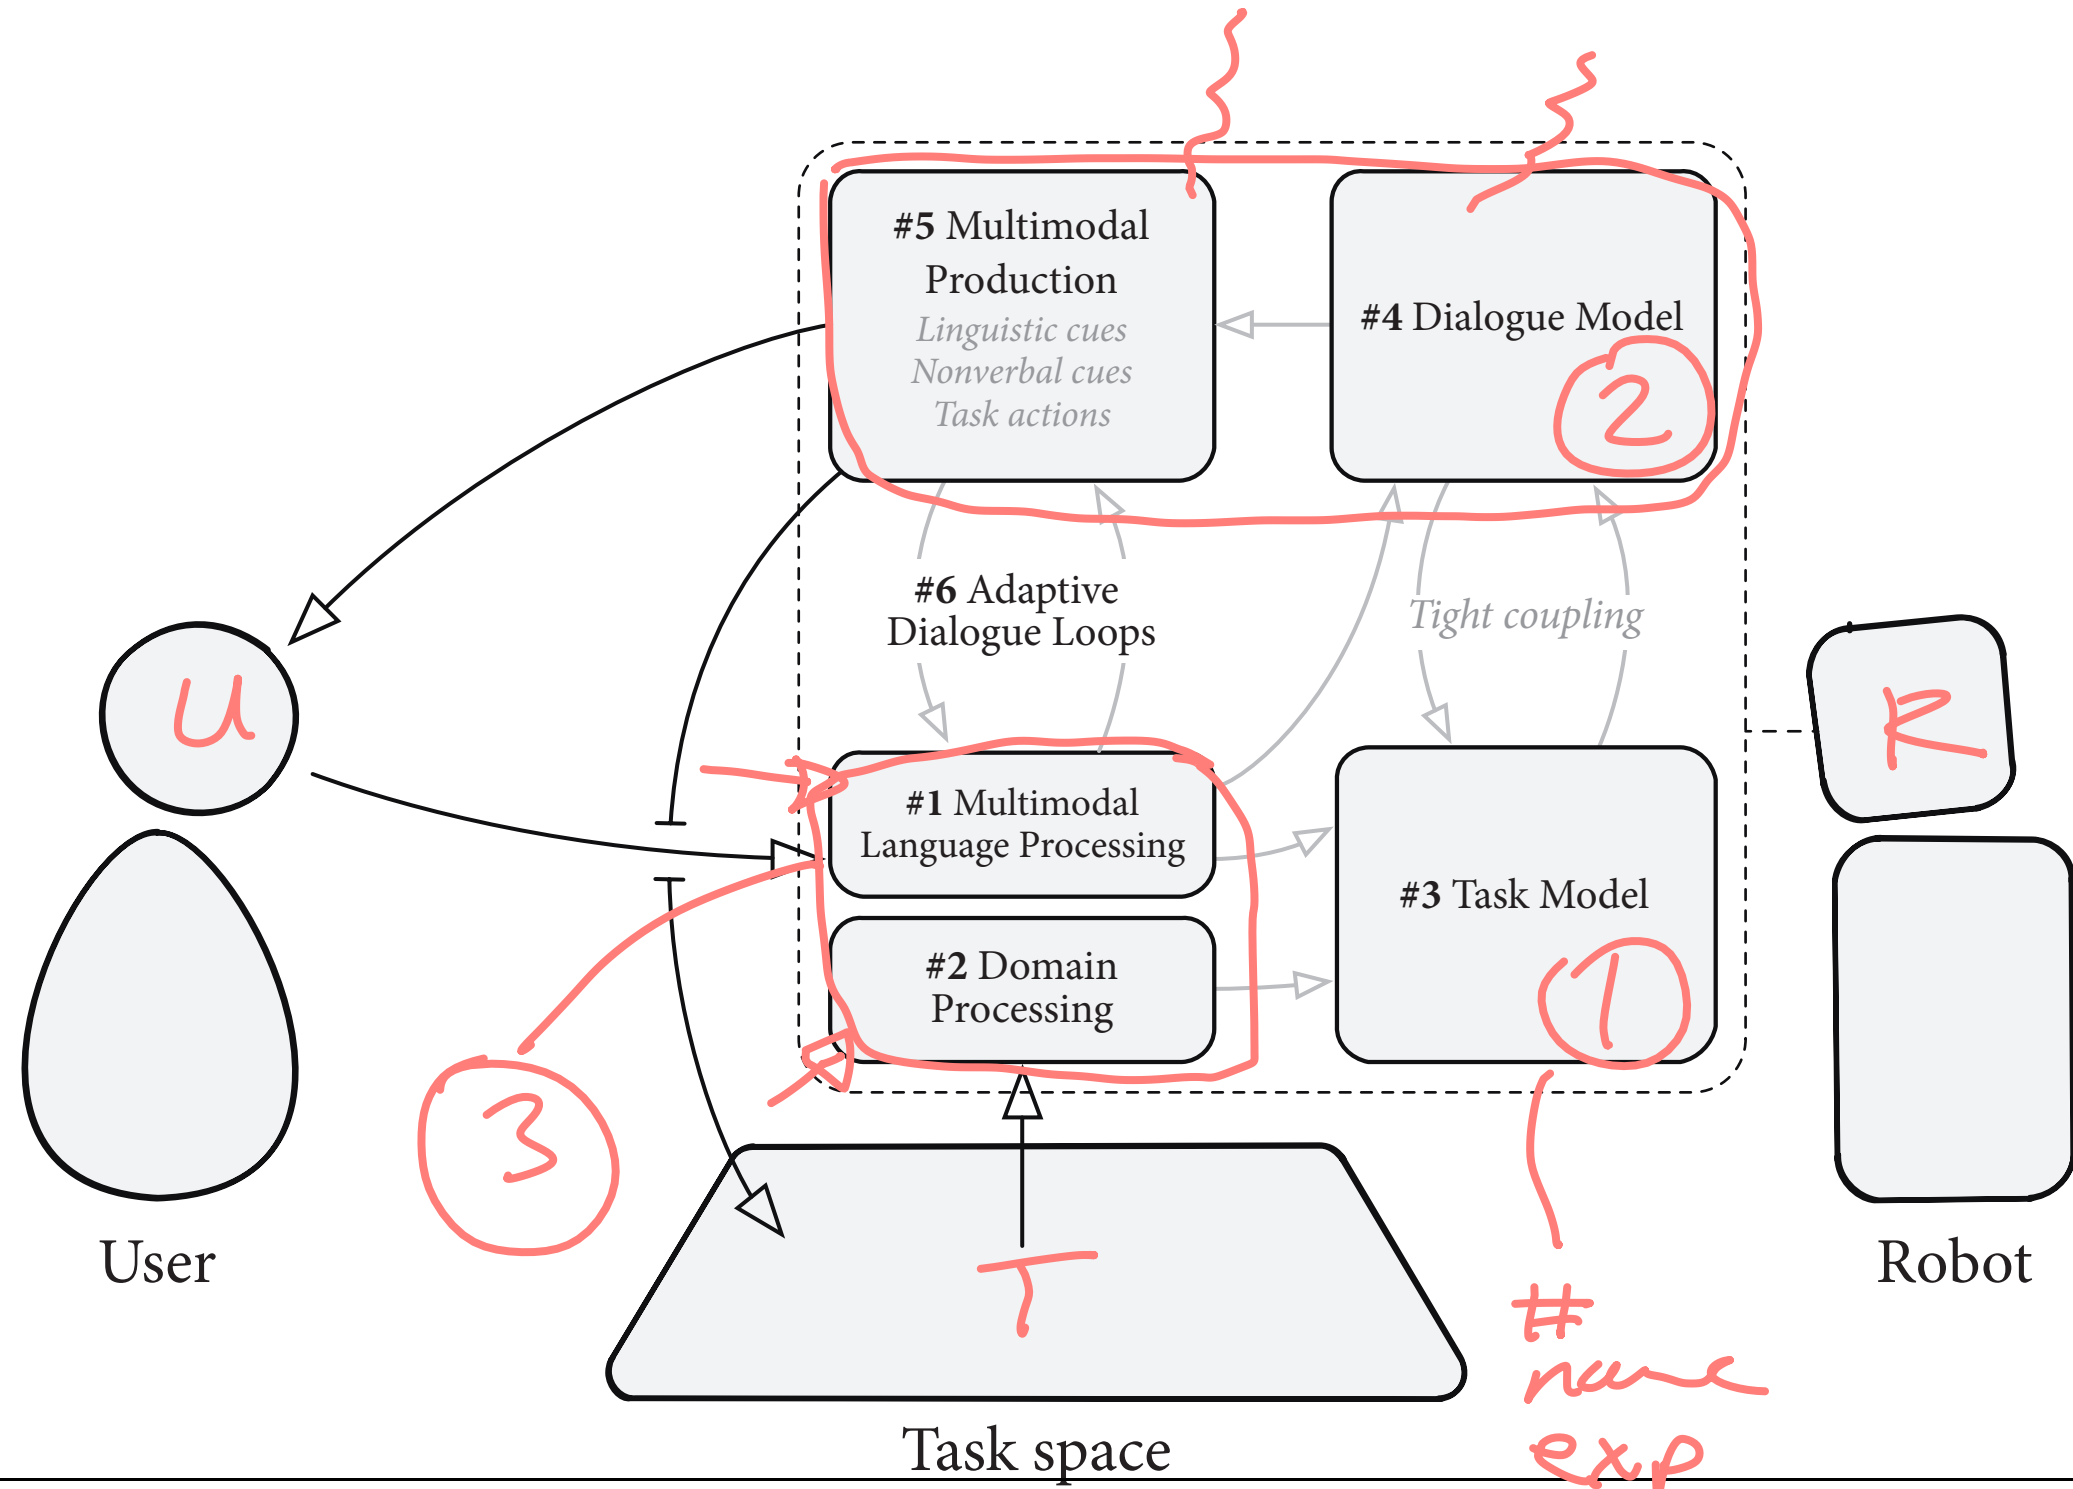 #5 Multimodal
Production
Linguistic cues
Nonverbal cues
Task actions
#4 Dialogue Model
2
#6 Adaptive
Dialogue Loops
Tight coupling
U
R
#1 Multimodal
Language Processing
#2 Domain
Processing
#3 Task Model
1
3
User
T
Robot
Task space
#
name
exp